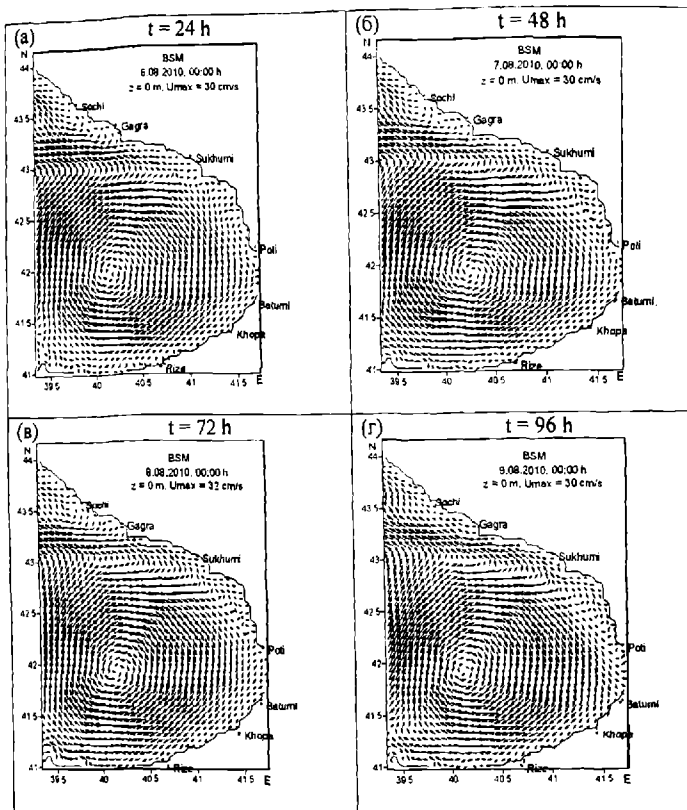 (а)
t = 24 h
N
44
BSM
6.08.2010, 00:00 h
z = 0 m, Umax = 30 cm/s
Sochi
43.5
Gagra
Sukhumi
43
42.5
Poti
42
Batumi
41.5
Khopa
41
Rize
39.5 40 40.5 41 41.5 E
(б)
t = 48 h
N
44
BSM
7.08.2010, 00:00 h
z = 0 m, Umax = 30 cm/s
Sochi
43.5
Gagra
Sukhumi
43
42.5
Poti
42
Batumi
41.5
Khopa
41
Rize
39.5 40 40.5 41 41.5 E
(в)
t = 72 h
N
44
BSM
8.08.2010, 00:00 h
z = 0 m, Umax = 32 cm/s
Sochi
43.5
Gagra
Sukhumi
43
42.5
Poti
42
Batumi
41.5
Khopa
41
Rize
39.5 40 40.5 41 41.5
E
(г)
t = 96 h
N
44
BSM
9.08.2010, 00:00 h
z = 0 m, Umax = 30 cm/s
Sochi
43.5
Gagra
Sukhumi
43
42.5
Poti
42
Batumi
41.5
Khopa
41
Rize
39.5 40 40.5 41 41.5
E